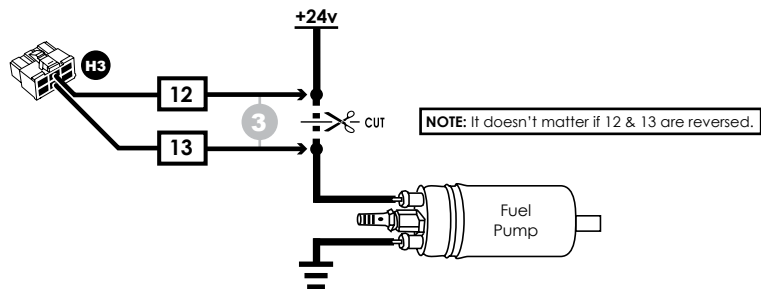 +24v
H3
12
3
CUT
NOTE: It doesn't matter if 12 & 13 are reversed.
13
Fuel
Pump